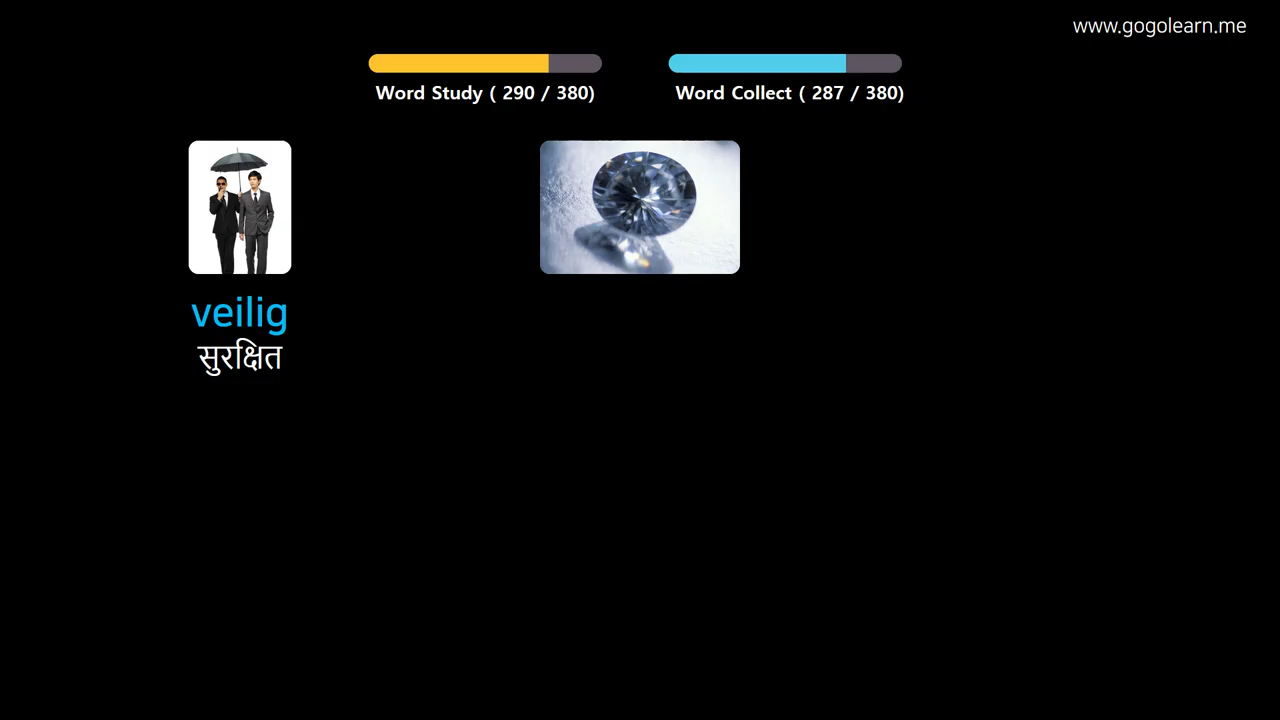 www.gogolearn.me
Word Study ( 290 / 380)
Word Collect ( 287 / 380)
veilig
सुरक्षित